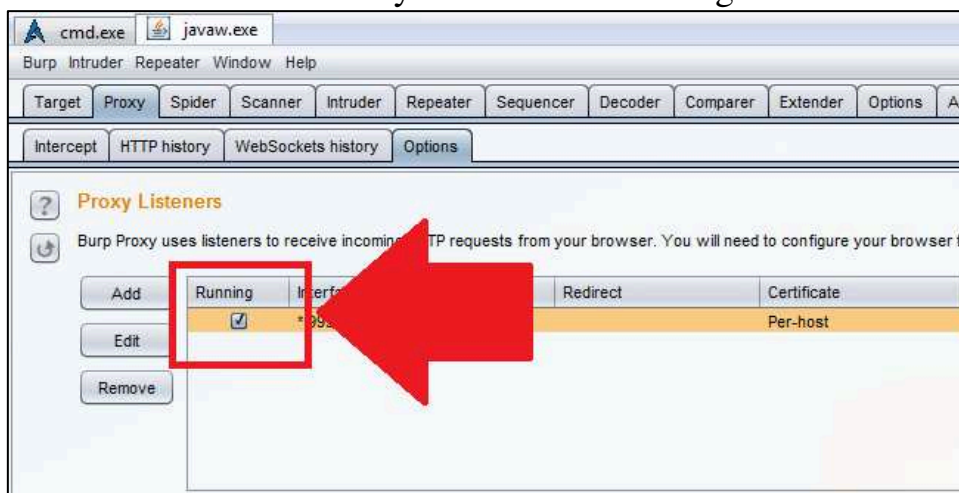 cmd.exe javaw.exe
Burp Intruder Repeater Window Help
Target Proxy Spider Scanner Intruder Repeater Sequencer Decoder Comparer Extender Options
Intercept HTTP history WebSockets history Options
Proxy Listeners
Burp Proxy uses listeners to receive incoming requests from your browser. You will need to configure your browser
Add Running Redirect Certificate
Per-host
Edit
Remove